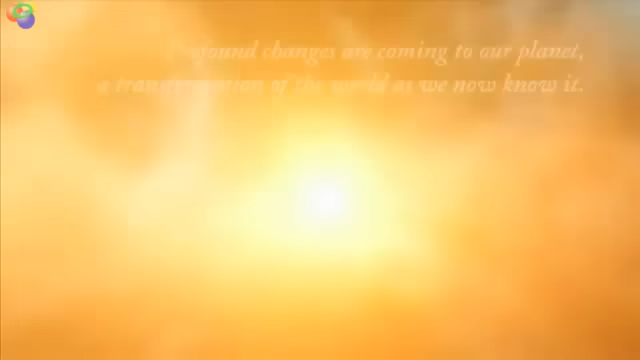 Profound changes are coming to our planet,
a transformation of the world as we now know it.